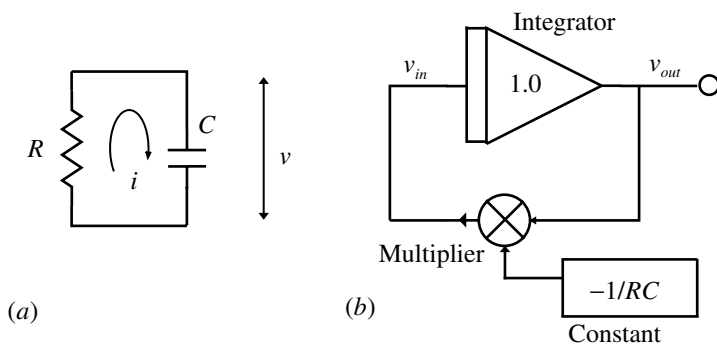 Integrator
v_in
1.0
v_out
C
R
i
v
Multiplier
−1/RC
Constant
(a)
(b)